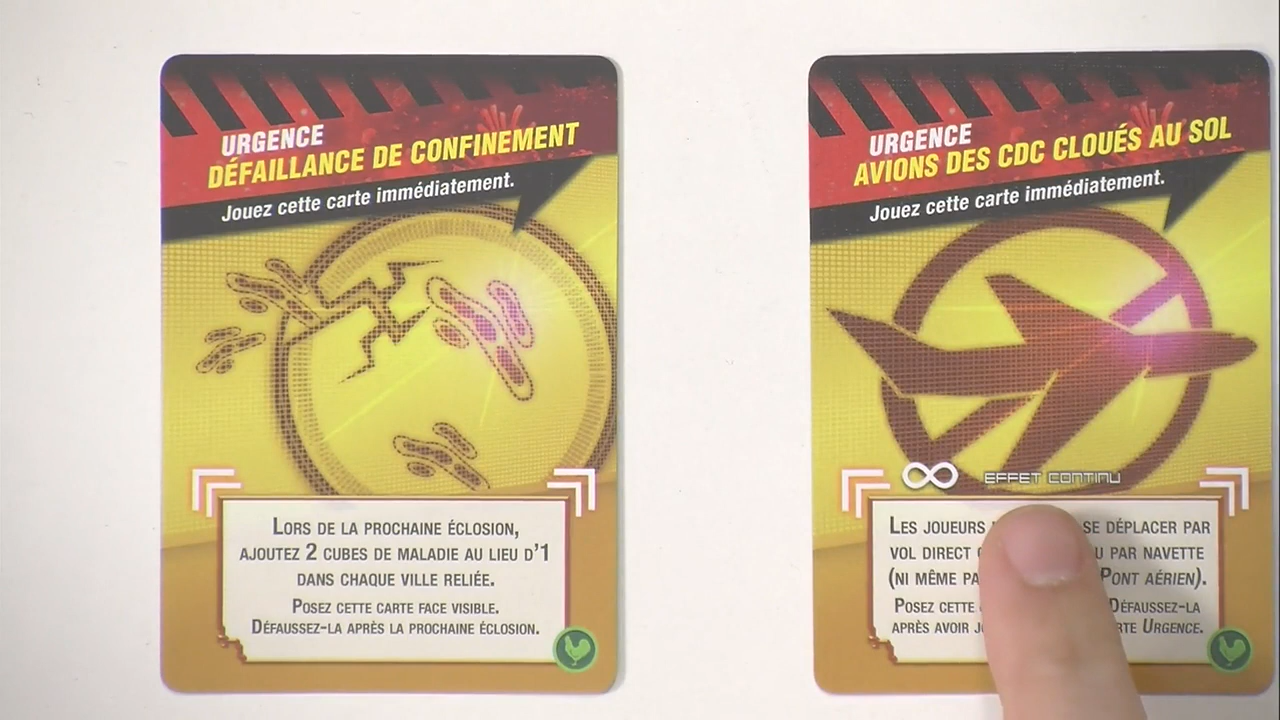 URGENCE
DÉFAILLANCE DE CONFINEMENT
Jouez cette carte immédiatement.
LORS DE LA PROCHAINE ÉCLOSION,
AJOUTEZ 2 CUBES DE MALADIE AU LIEU D'1
DANS CHAQUE VILLE RELIÉE.
POSEZ CETTE CARTE FACE VISIBLE.
DÉFAUSSEZ-LA APRÈS LA PROCHAINE ÉCLOSION.
URGENCE
AVIONS DES CDC CLOUÉS AU SOL
Jouez cette carte immédiatement.
EFFET CONTINU
LES JOUEURS SE DÉPLACER PAR
VOL DIRECT PAR NAVETTE
(NI MÊME PONT AÉRIEN).
POSEZ CETTE DÉFAUSSEZ-LA
APRÈS AVOIR URGENCE.